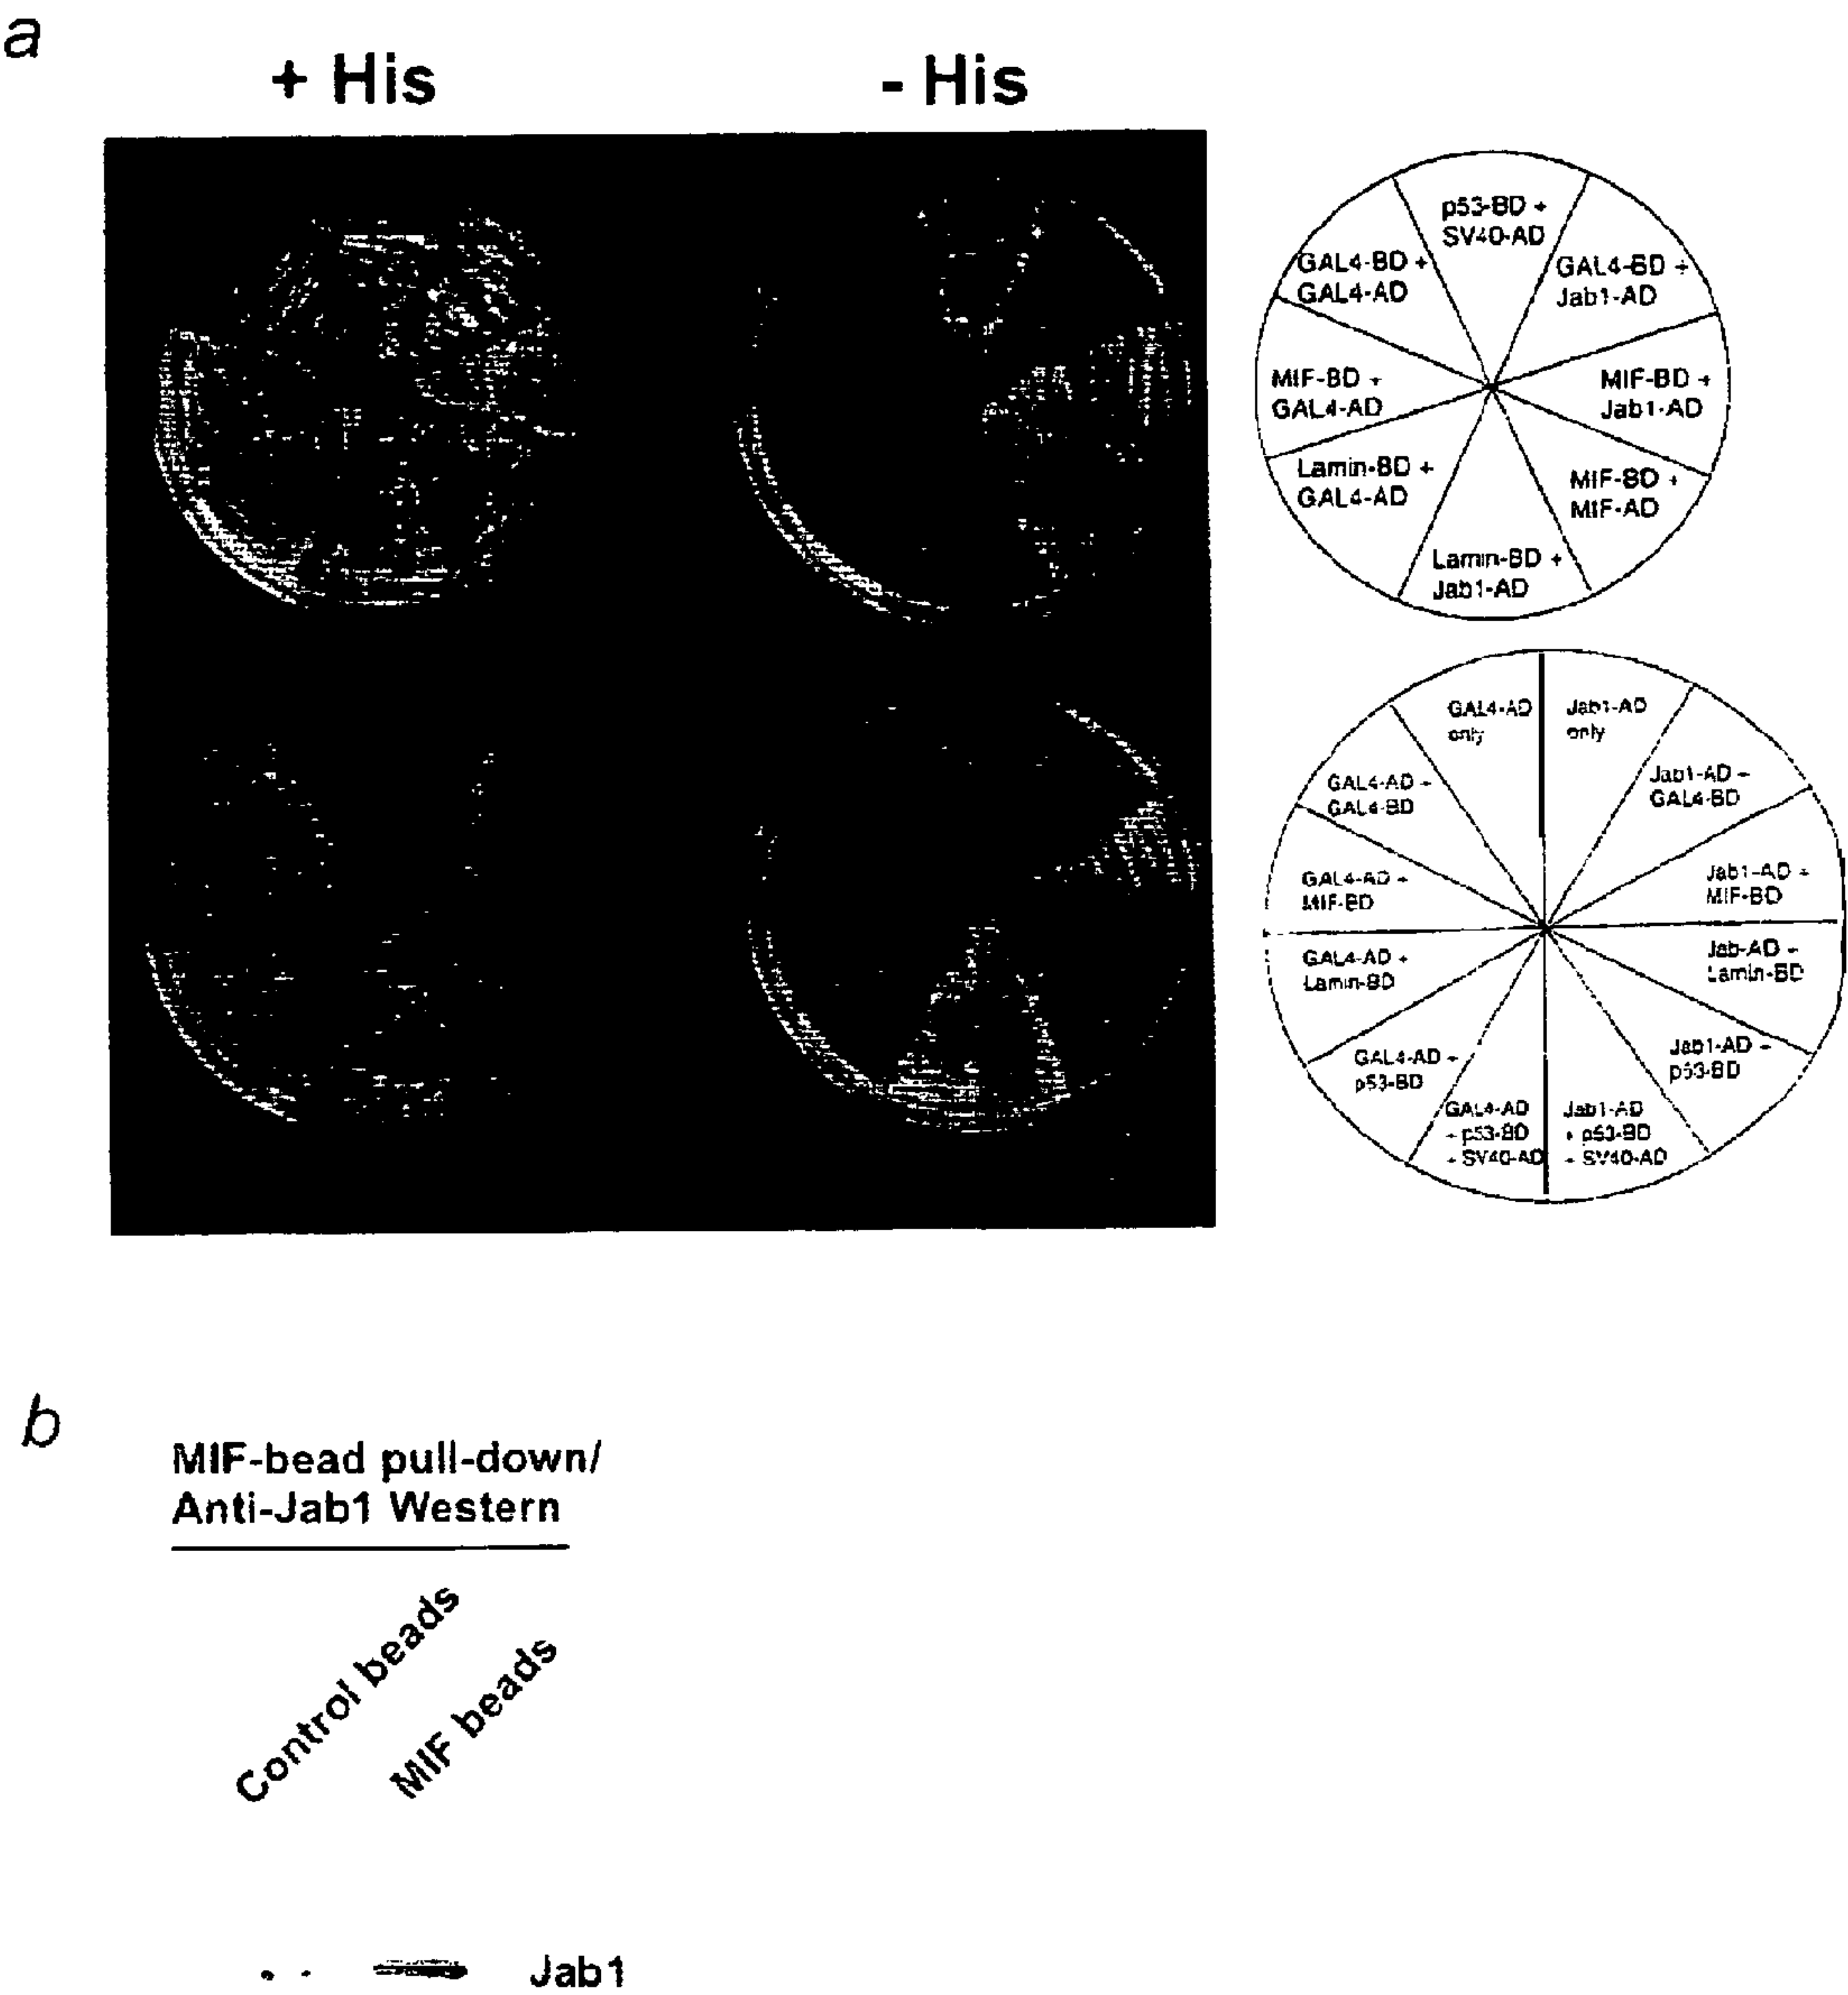 a
+ His
- His
p53-BD +
SV40-AD
GAL4-BD +
GAL4-AD
GAL4-BD +
Jab1-AD
MIF-BD +
GAL4-AD
MIF-BD +
Jab1-AD
Lamin-BD +
GAL4-AD
MIF-BD +
MIF-AD
Lamin-BD +
Jab1-AD
GAL4-AD
only
Jab1-AD
only
GAL4-AD +
GAL4-BD
Jab1-AD +
GAL4-BD
GAL4-AD +
MIF-BD
Jab1-AD +
MIF-BD
GAL4-AD +
Lamin-BD
Jab-AD +
Lamin-BD
GAL4-AD +
p53-BD
Jab1-AD +
p53-BD
GAL4-AD
+ p53-BD
+ SV40-AD
Jab1-AD
+ p53-BD
+ SV40-AD
b
MIF-bead pull-down/
Anti-Jab1 Western
Control beads
MIF beads
Jab1